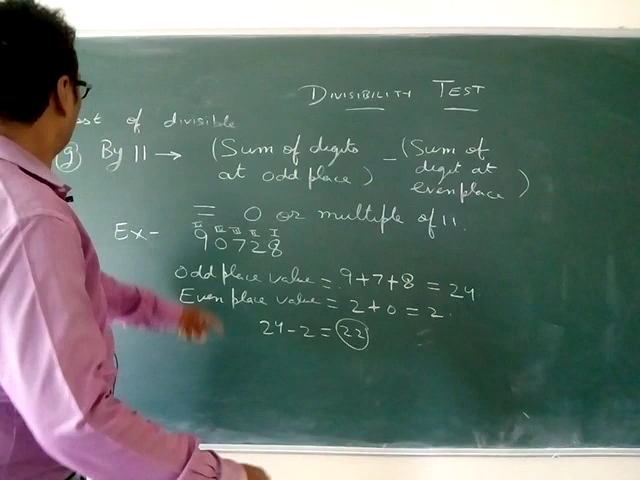 DIVISIBILITY TEST
of divisible
(g) By 11 → (Sum of digits at odd place) - (Sum of digit at even place)
= 0 or multiple of 11.
Ex- 90728
Odd place value = 9+7+8 = 24
Even place value = 2+0 = 2.
24-2=22